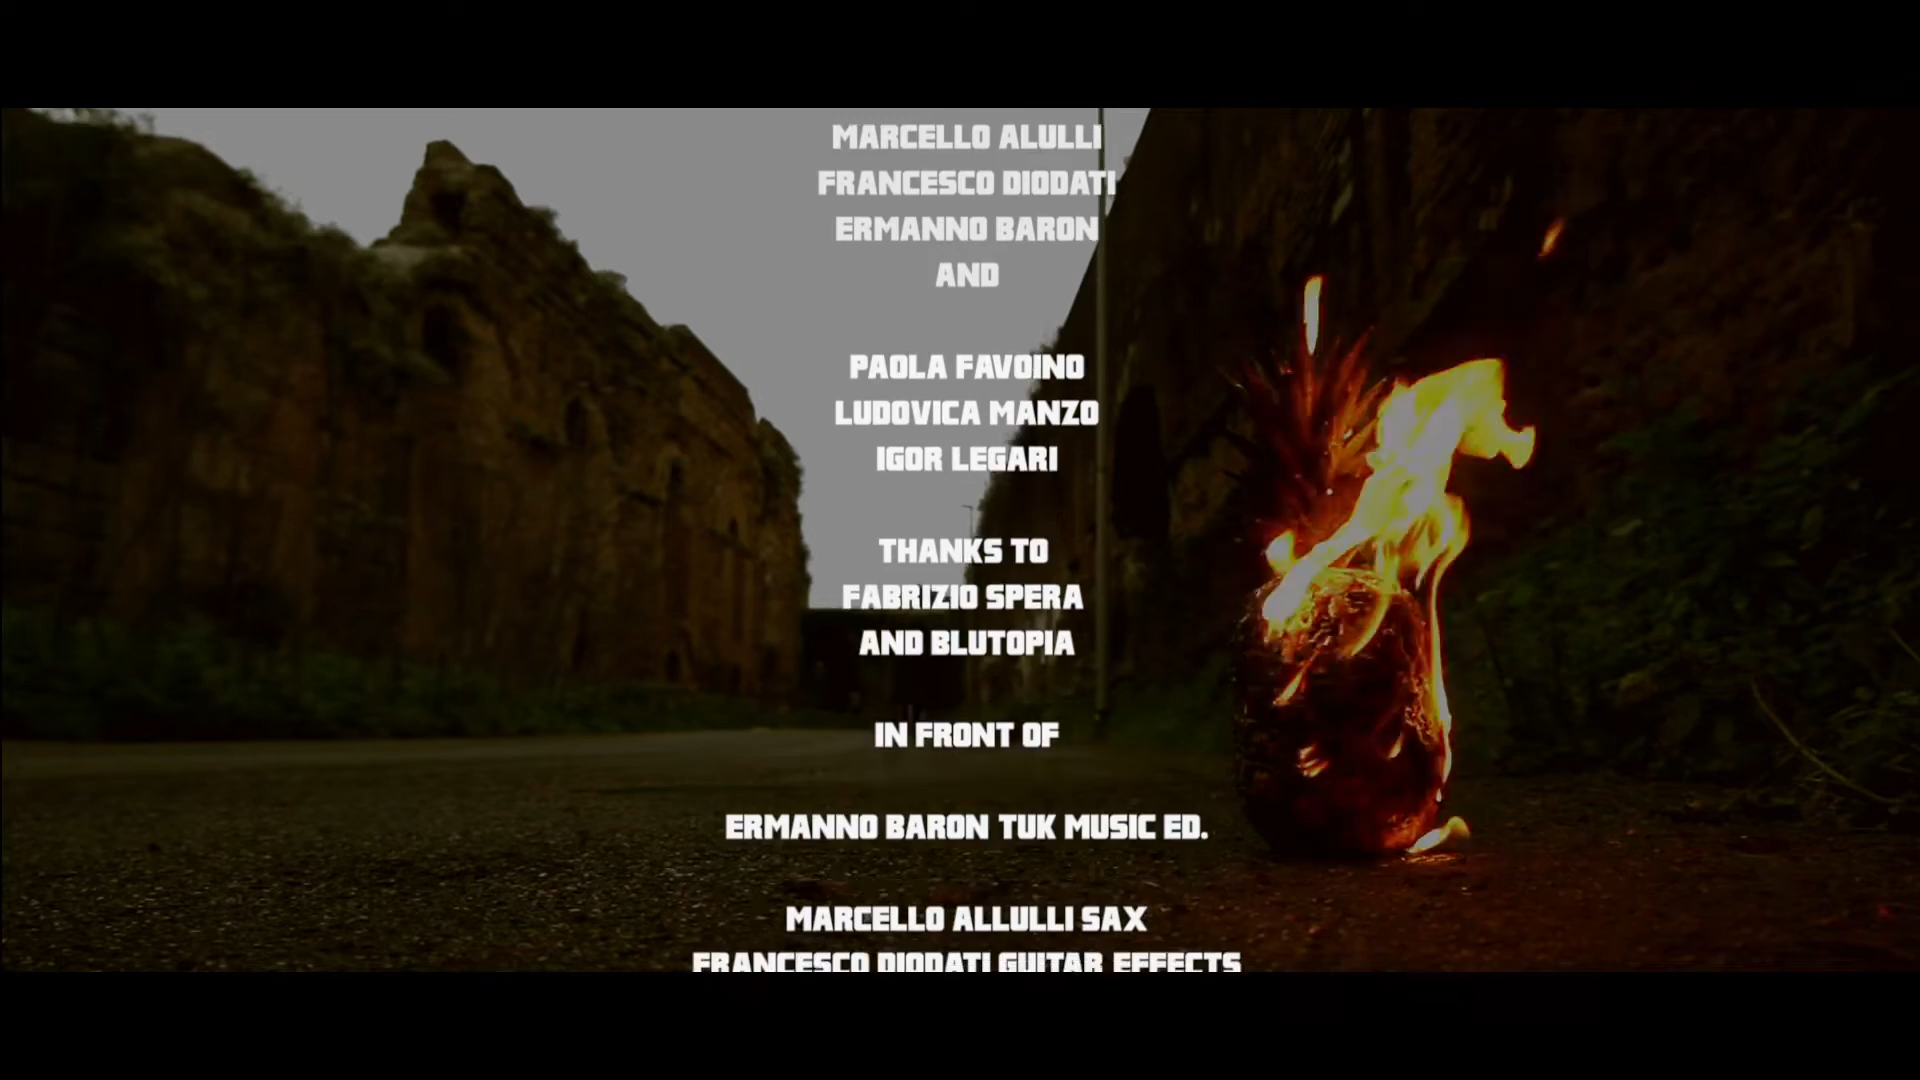 MARCELLO ALULLI
FRANCESCO DIODATI
ERMANNO BARON
AND
PAOLA FAVOINO
LUDOVICA MANZO
IGOR LEGARI
THANKS TO
FABRIZIO SPERA
AND BLUTOPIA
IN FRONT OF
ERMANNO BARON TUK MUSIC ED.
MARCELLO ALLULLI SAX
FRANCESCO DIODATI GUITAR EFFECTS